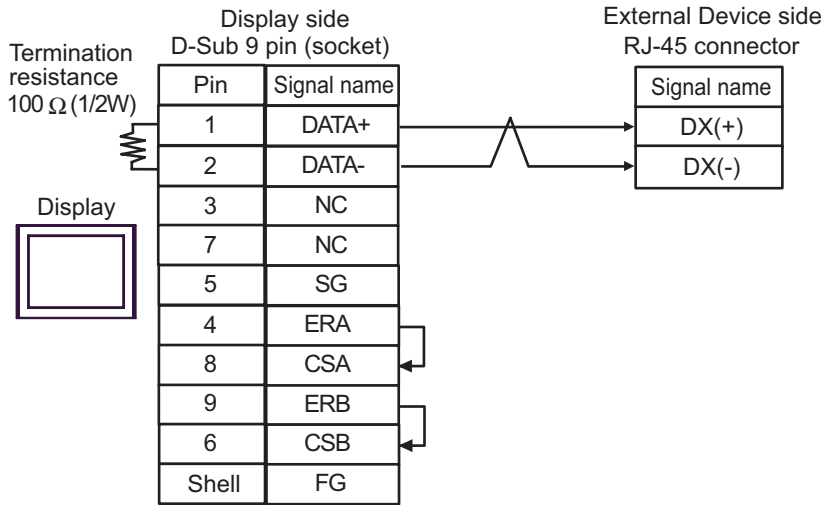 Display side
D-Sub 9 pin (socket)
External Device side
RJ-45 connector
Termination
resistance
100 Ω (1/2W)
Pin Signal name
1 DATA+
2 DATA-
3 NC
7 NC
5 SG
4 ERA
8 CSA
9 ERB
6 CSB
Shell FG
Display
Signal name
DX(+)
DX(-)